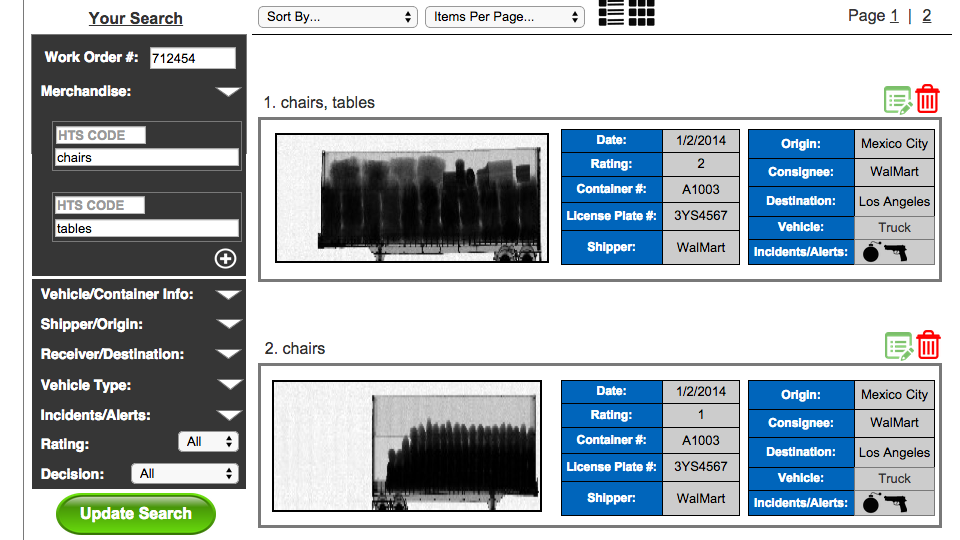 Your Search
Sort By...
Items Per Page...
Page 1 | 2
Work Order #: 712454
Merchandise:
HTS CODE
chairs
HTS CODE
tables
Vehicle/Container Info:
Shipper/Origin:
Receiver/Destination:
Vehicle Type:
Incidents/Alerts:
Rating: All
Decision: All
Update Search
1. chairs, tables
Date: 1/2/2014
Rating: 2
Container #: A1003
License Plate #: 3YS4567
Shipper: WalMart
Origin: Mexico City
Consignee: WalMart
Destination: Los Angeles
Vehicle: Truck
Incidents/Alerts:
2. chairs
Date: 1/2/2014
Rating: 1
Container #: A1003
License Plate #: 3YS4567
Shipper: WalMart
Origin: Mexico City
Consignee: WalMart
Destination: Los Angeles
Vehicle: Truck
Incidents/Alerts: